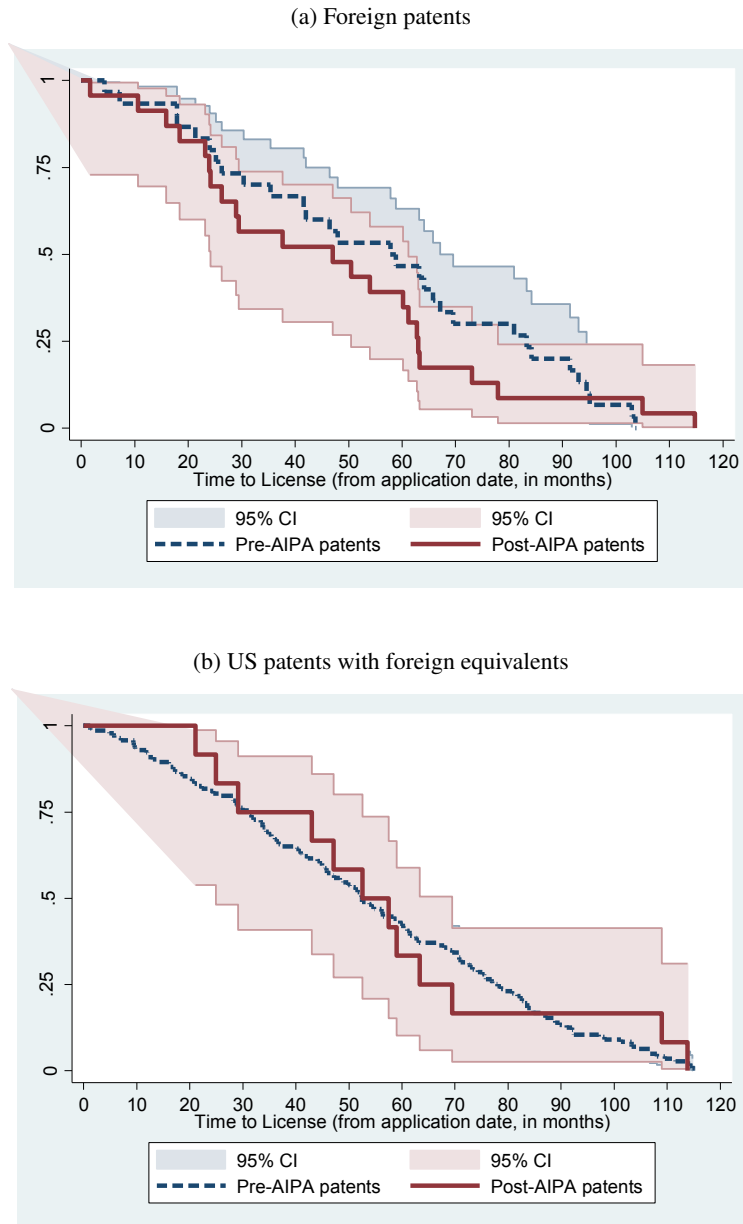 (a) Foreign patents
1
.75
.5
.25
0
0 10 20 30 40 50 60 70 80 90 100 110 120
Time to License (from application date, in months)
95% CI 95% CI
Pre-AIPA patents Post-AIPA patents
(b) US patents with foreign equivalents
1
.75
.5
.25
0
0 10 20 30 40 50 60 70 80 90 100 110 120
Time to License (from application date, in months)
95% CI 95% CI
Pre-AIPA patents Post-AIPA patents